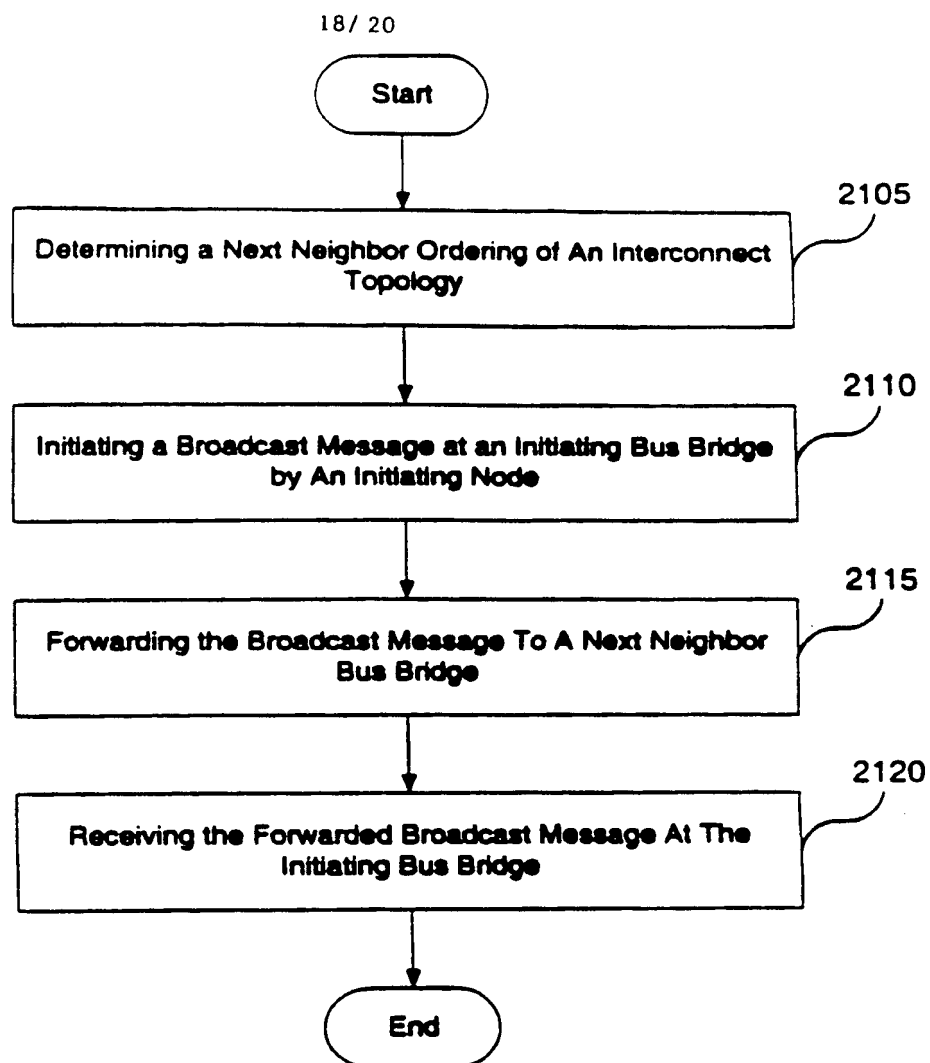 18/ 20
Start
2105
Determining a Next Neighbor Ordering of An Interconnect
Topology
2110
Initiating a Broadcast Message at an Initiating Bus Bridge
by An Initiating Node
2115
Forwarding the Broadcast Message To A Next Neighbor
Bus Bridge
2120
Receiving the Forwarded Broadcast Message At The
Initiating Bus Bridge
End